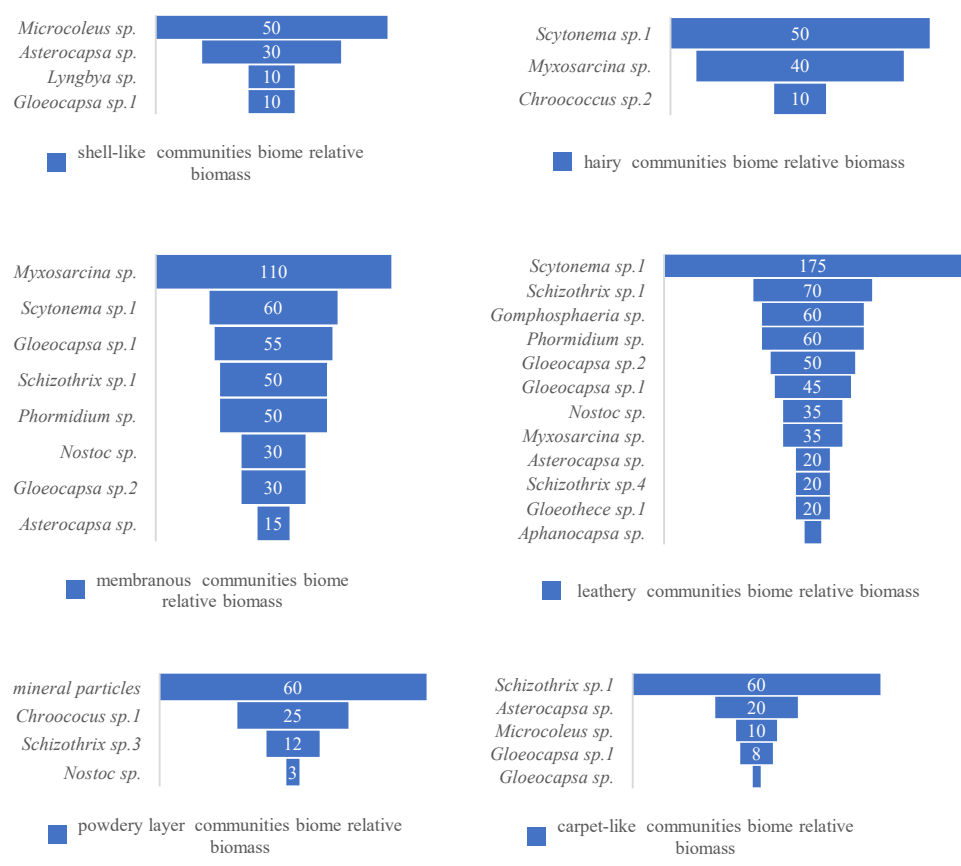 Microcoleus sp. 50
Asterocapsa sp. 30
Lyngbya sp. 10
Gloeocapsa sp.1 10
shell-like communities biome relative
biomass
Scytonema sp.1 50
Myxosarcina sp. 40
Chroococcus sp.2 10
hairy communities biome relative biomass
Myxosarcina sp. 110
Scytonema sp.1 60
Gloeocapsa sp.1 55
Schizothrix sp.1 50
Phormidium sp. 50
Nostoc sp. 30
Gloeocapsa sp.2 30
Asterocapsa sp. 15
membranous communities biome
relative biomass
Scytonema sp.1 175
Schizothrix sp.1 70
Gomphosphaeria sp. 60
Phormidium sp. 60
Gloeocapsa sp.2 50
Gloeocapsa sp.1 45
Nostoc sp. 35
Myxosarcina sp. 35
Asterocapsa sp. 20
Schizothrix sp.4 20
Gloeothece sp.1 20
Aphanocapsa sp.
leathery communities biome relative biomass
mineral particles 60
Chroococus sp.1 25
Schizothrix sp.3 12
Nostoc sp. 3
powdery layer communities biome relative
biomass
Schizothrix sp.1 60
Asterocapsa sp. 20
Microcoleus sp. 10
Gloeocapsa sp.1 8
Gloeocapsa sp.
carpet-like communities biome relative
biomass